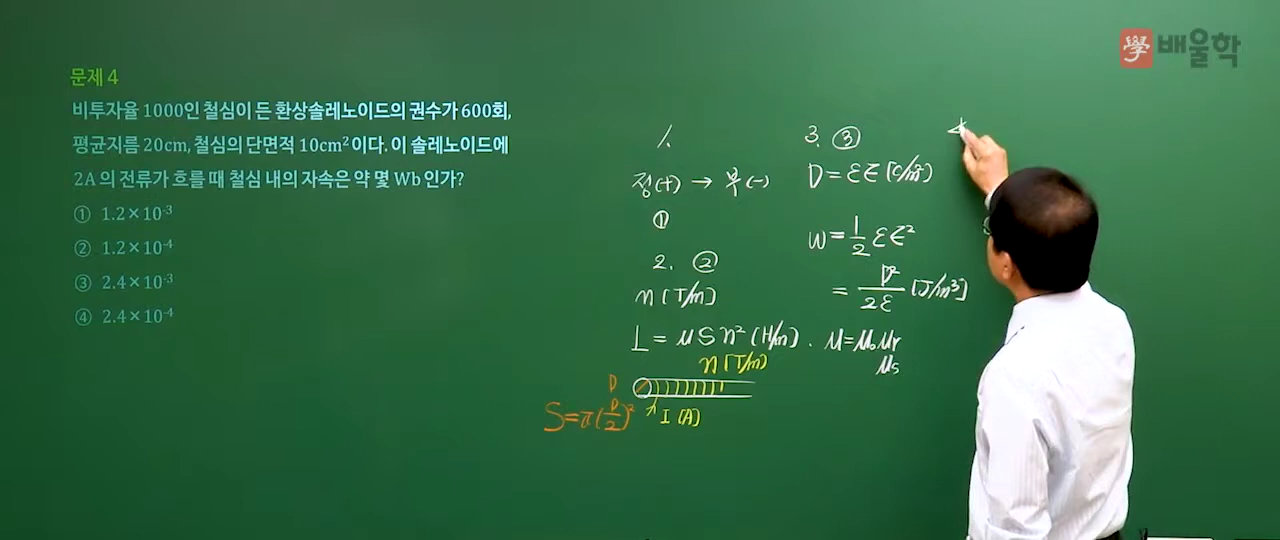 學 배울학
문제 4
비투자율 1000인 철심이 든 환상솔레노이드의 권수가 600회,
평균지름 20cm, 철심의 단면적 10cm²이다. 이 솔레노이드에
2A의 전류가 흐를 때 철심 내의 자속은 약 몇 Wb인가?
① 1.2×10⁻³
② 1.2×10⁻⁴
③ 2.4×10⁻³
④ 2.4×10⁻⁴
1.
정(+) →부(-)
①
2. ②
n[T/m]
L = μSn²(H/m). μ=μ₀μr
μs
n[T/m]
D
S=π(D/2)²
I(A)
3. ③
D=εE[C/m²]
W=1/2 εE²
= D²/2ε [J/m³]
4